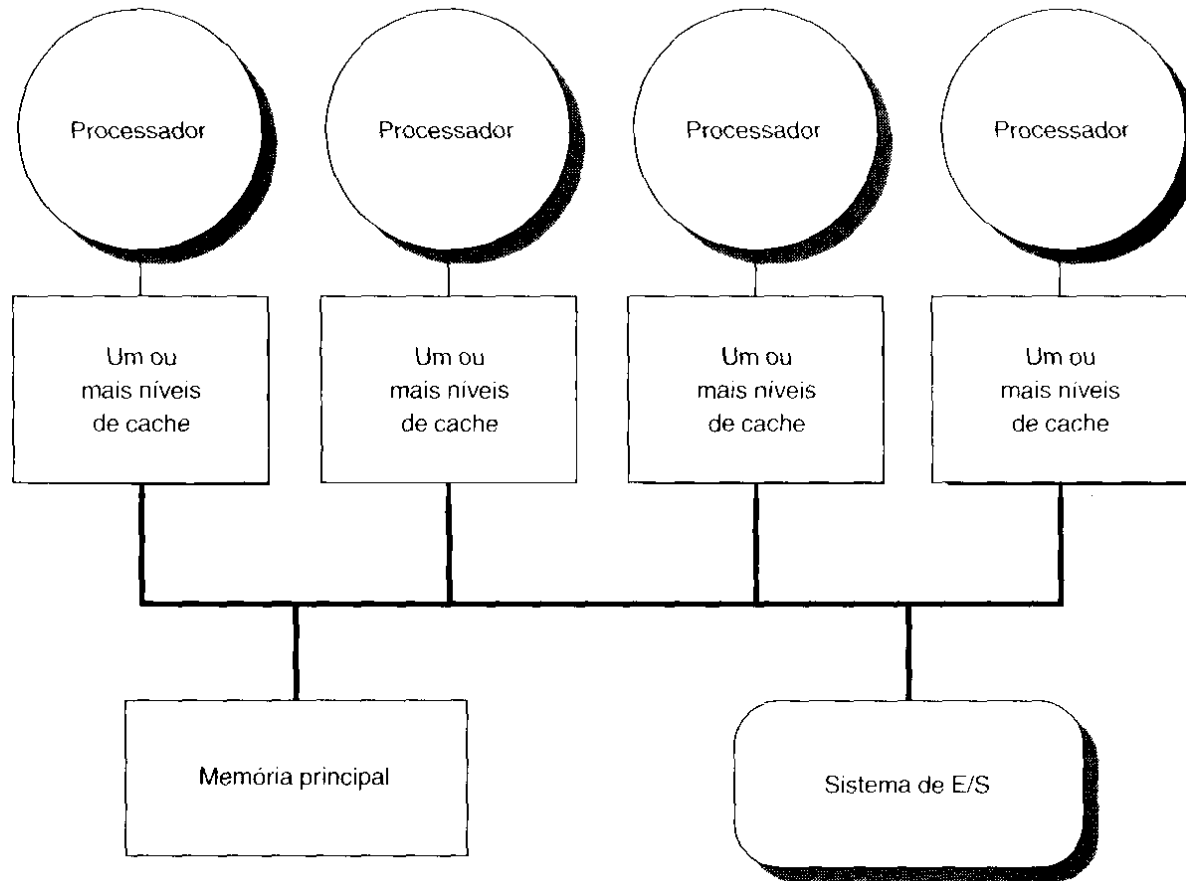 Processador
Processador
Processador
Processador
Um ou
mais níveis
de cache
Um ou
mais níveis
de cache
Um ou
mais níveis
de cache
Um ou
mais níveis
de cache
Memória principal
Sistema de E/S